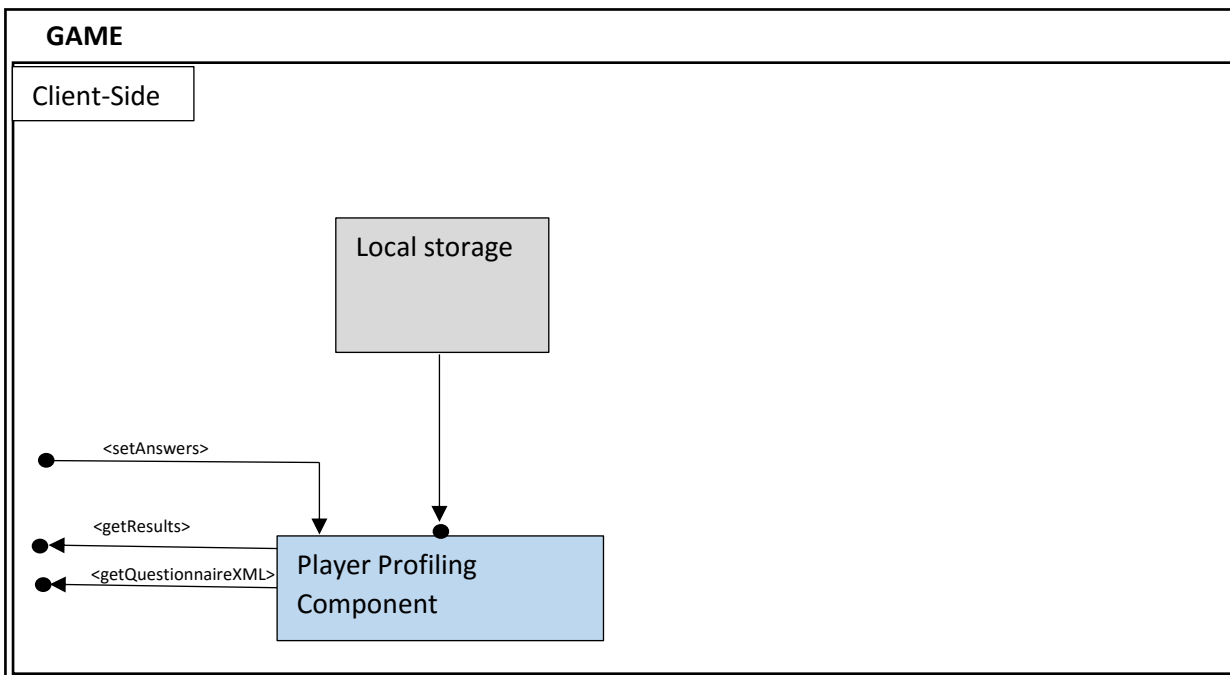 GAME
Client-Side
Local storage
<setAnswers>
<getResults>
<getQuestionnaireXML>
Player Profiling
Component